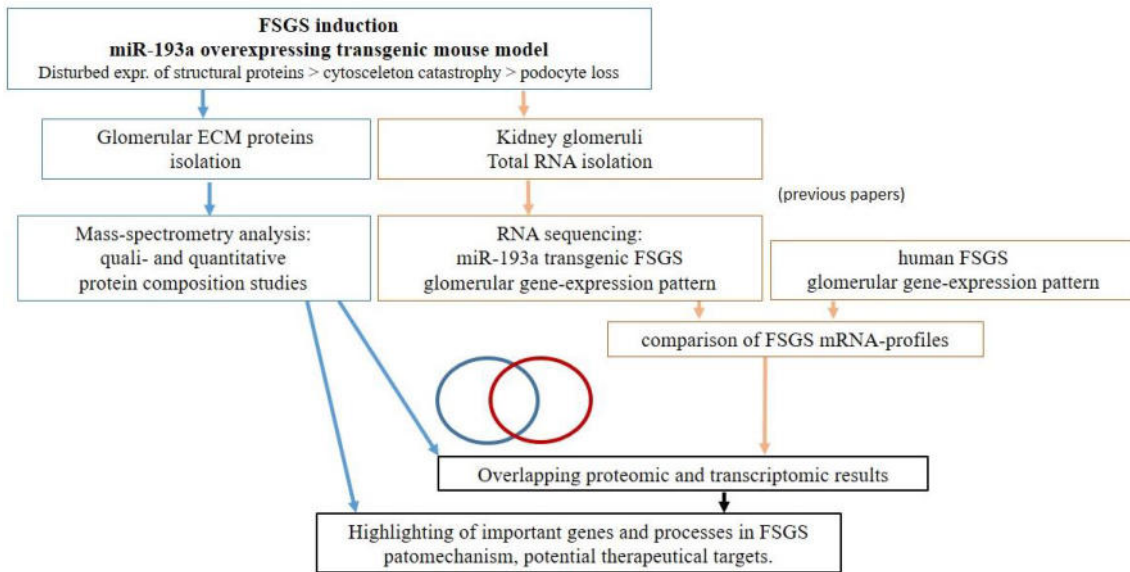 FSGS induction
miR-193a overexpressing transgenic mouse model
Disturbed expr. of structural proteins > cytosceleton catastrophy > podocyte loss
Glomerular ECM proteins
isolation
Kidney glomeruli
Total RNA isolation
(previous papers)
Mass-spectrometry analysis:
quali- and quantitative
protein composition studies
RNA sequencing:
miR-193a transgenic FSGS
glomerular gene-expression pattern
human FSGS
glomerular gene-expression pattern
comparison of FSGS mRNA-profiles
Overlapping proteomic and transcriptomic results
Highlighting of important genes and processes in FSGS
patomechanism, potential therapeutical targets.